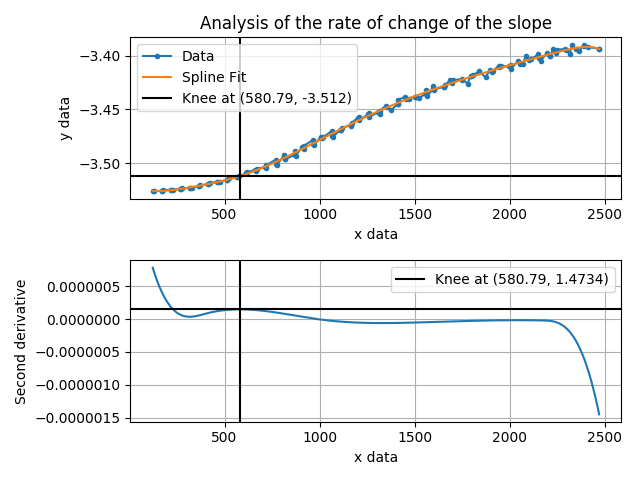 Analysis of the rate of change of the slope
Data
Spline Fit
Knee at (580.79, -3.512)
−3.40
−3.45
−3.50
y data
500
1000
1500
2000
2500
x data
Knee at (580.79, 1.4734)
0.0000005
0.0000000
−0.0000005
−0.0000010
−0.0000015
Second derivative
500
1000
1500
2000
2500
x data